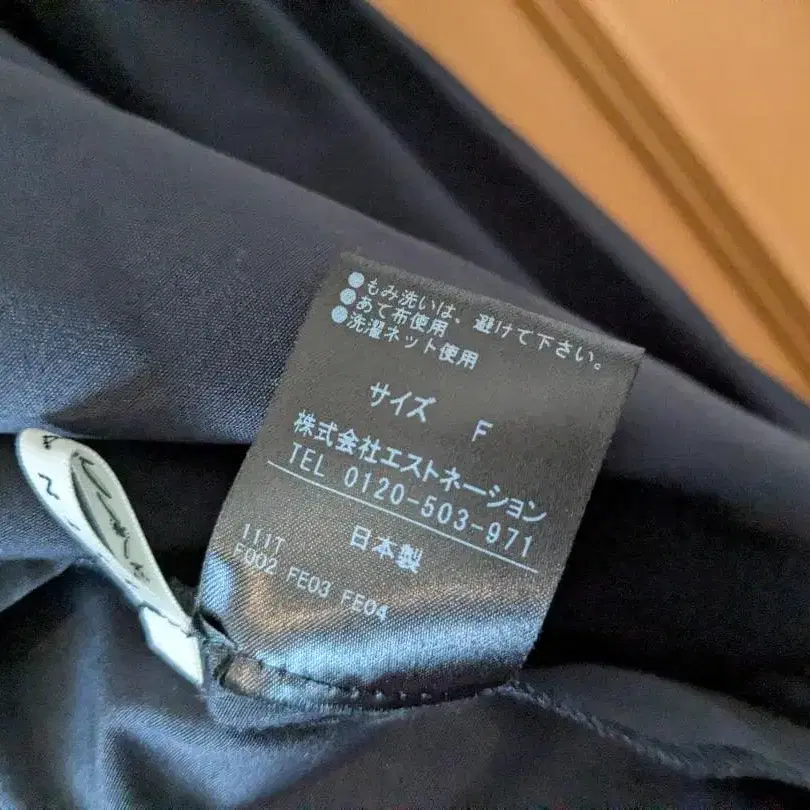 ●もみ洗いは、避けて下さい。
●あて布使用
●洗濯ネット使用
サイズ F
株式会社エストネーション
TEL 0120-503-971
日本製
111T
F002 FE03 FE04